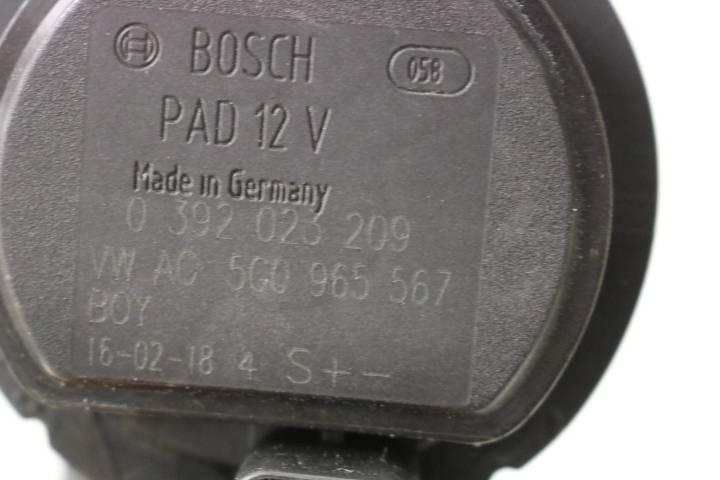 BOSCH 058
PAD 12 V
Made in Germany
0 392 023 209
VW AG 5G0 965 567
BOY
16-02-18 4 S+-